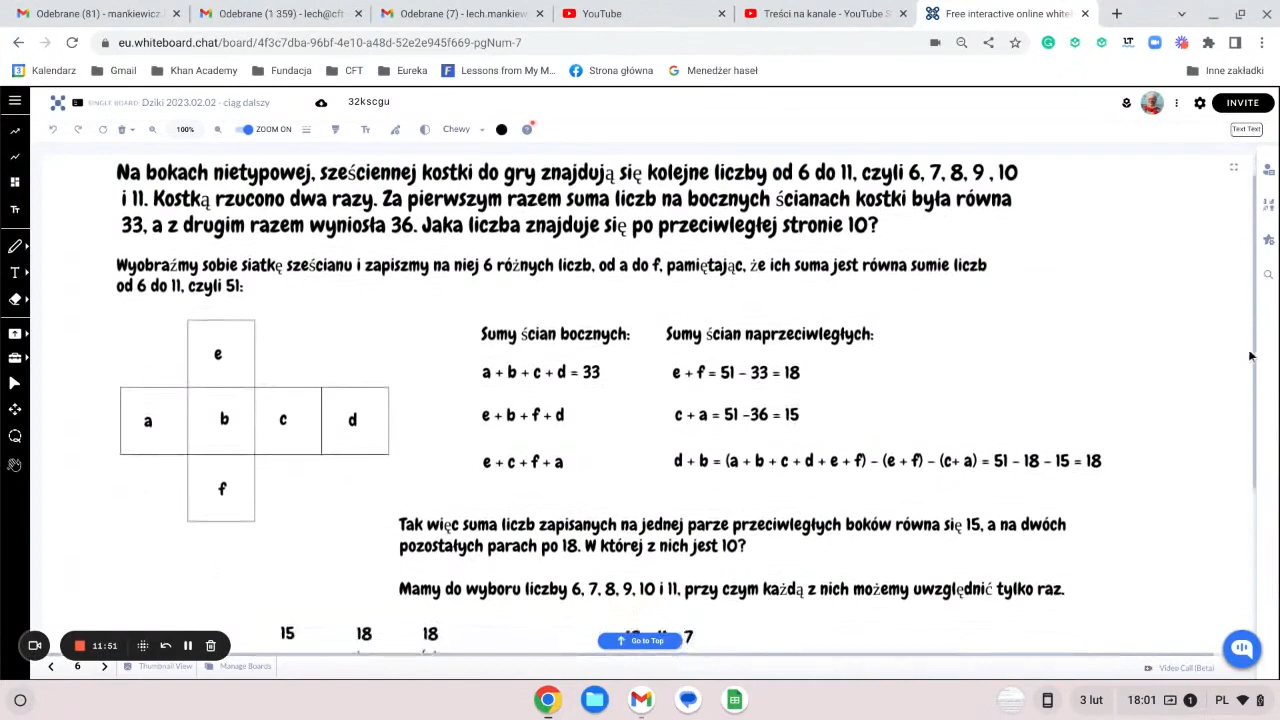 Odebrane (81) - mankiewicz.
Odebrane (1 359) - lech@cft
Odebrane (7) - lech.mankiew
YouTube
Treści na kanale - YouTube S
Free interactive online white
eu.whiteboard.chat/board/4f3c7dba-96bf-4e10-a48d-52e2e945f669-pgNum-7
Kalendarz
Gmail
Khan Academy
Fundacja
CFT
Eureka
Lessons from My M...
Strona główna
Menedżer haseł
Inne zakładki
SINGLE BOARD: Dziki 2023.02.02 - ciąg dalszy
32kscgu
INVITE
100%
ZOOM ON
Chewy
Text Text
Na bokach nietypowej, sześciennej kostki do gry znajdują się kolejne liczby od 6 do 11, czyli 6, 7, 8, 9 , 10
i 11. Kostką rzucono dwa razy. Za pierwszym razem suma liczb na bocznych ścianach kostki była równa
33, a z drugim razem wyniosła 36. Jaka liczba znajduje się po przeciwległej stronie 10?
Wyobraźmy sobie siatkę sześcianu i zapiszmy na niej 6 różnych liczb, od a do f, pamiętając, że ich suma jest równa sumie liczb
od 6 do 11, czyli 51:
e
a b c d
f
Sumy ścian bocznych:
a + b + c + d = 33
e + b + f + d
e + c + f + a
Sumy ścian naprzeciwległych:
e + f = 51 - 33 = 18
c + a = 51 -36 = 15
d + b = (a + b + c + d + e + f) - (e + f) - (c+ a) = 51 - 18 - 15 = 18
Tak więc suma liczb zapisanych na jednej parze przeciwległych boków równa się 15, a na dwóch
pozostałych parach po 18. W której z nich jest 10?
Mamy do wyboru liczby 6, 7, 8, 9, 10 i 11, przy czym każdą z nich możemy uwzględnić tylko raz.
15 18 18
7
Go to Top
11:51
6
Thumbnail View
Manage Boards
Video Call (Beta)
3 lut
18:01
1
PL